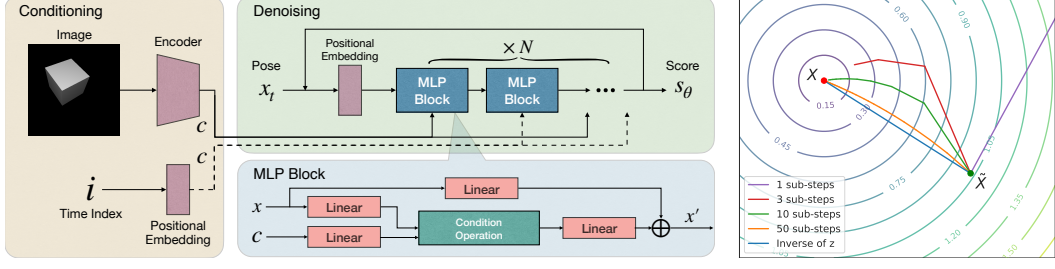 Conditioning
Image
Encoder
c
c
i
Time Index
Positional
Embedding
Denoising
Pose
x_t
Positional
Embedding
× N
MLP
Block
MLP
Block
•••
Score
s_θ
MLP Block
x
c
Linear
Linear
Linear
Condition
Operation
Linear
x′
0.60
0.90
X
0.15
0.30
0.45
0.75
1.05
X̃
1.35
1.20
1.50
1 sub-steps
3 sub-steps
10 sub-steps
50 sub-steps
Inverse of z